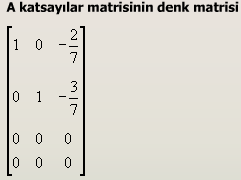 A katsayılar matrisinin denk matrisi
1 0 -2/7
0 1 -3/7
0 0 0
0 0 0